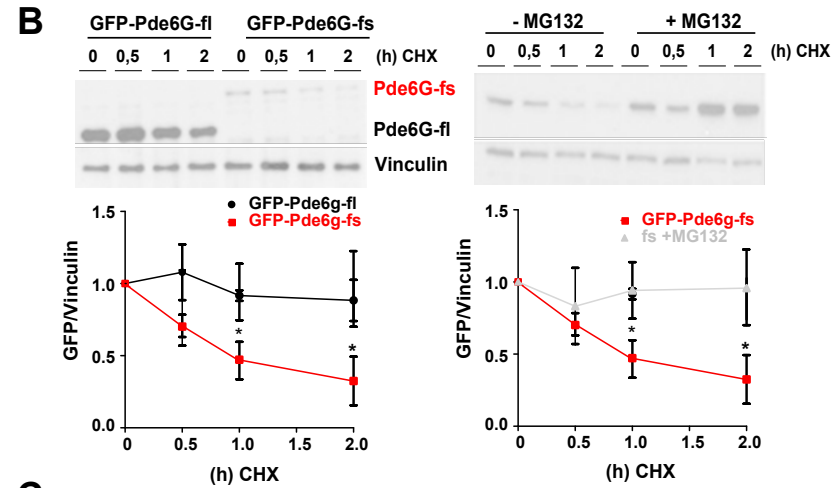 B
GFP-Pde6G-fl GFP-Pde6G-fs
0 0,5 1 2 0 0,5 1 2 (h) CHX
Pde6G-fs
Pde6G-fl
Vinculin
- MG132 + MG132
0 0,5 1 2 0 0,5 1 2 (h) CHX
GFP-Pde6g-fl
GFP-Pde6g-fs
GFP/Vinculin
1.5
1.0
0.5
0.0
*
*
0 0.5 1.0 1.5 2.0
(h) CHX
GFP-Pde6g-fs
fs +MG132
GFP/Vinculin
1.5
1.0
0.5
0.0
*
*
0 0.5 1.0 1.5 2.0
(h) CHX